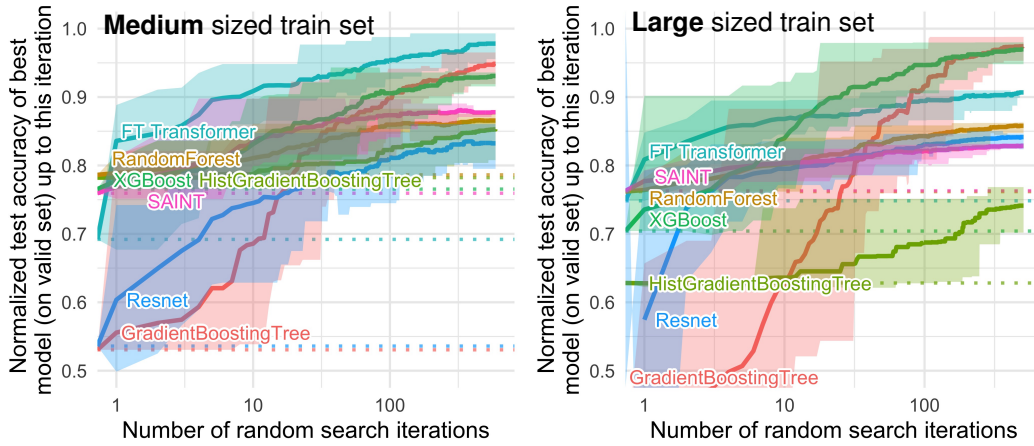 Medium sized train set
Normalized test accuracy of best
model (on valid set) up to this iteration
1.0
0.9
0.8
0.7
0.6
0.5
FT Transformer
RandomForest
XGBoost HistGradientBoostingTree
SAINT
Resnet
GradientBoostingTree
1 10 100
Number of random search iterations
Large sized train set
Normalized test accuracy of best
model (on valid set) up to this iteration
1.0
0.9
0.8
0.7
0.6
0.5
FT Transformer
SAINT
RandomForest
XGBoost
HistGradientBoostingTree
Resnet
GradientBoostingTree
1 10 100
Number of random search iterations